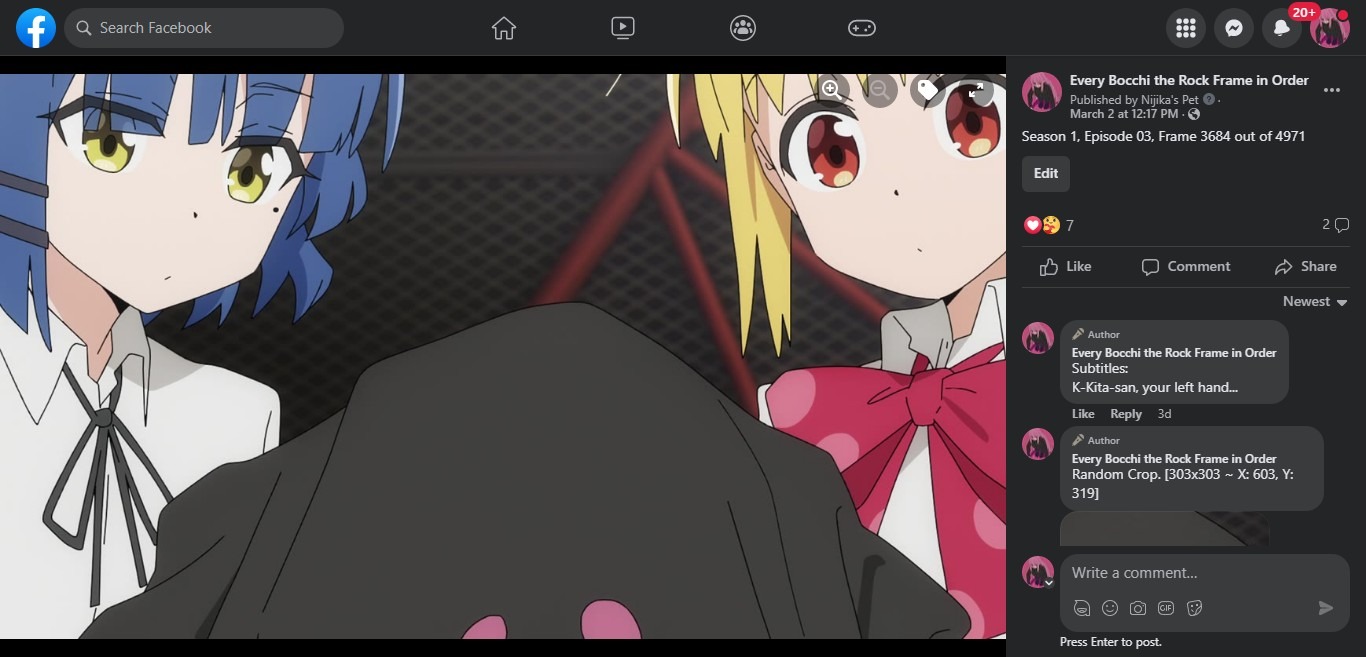 Search Facebook
20+
Every Bocchi the Rock Frame in Order
Published by Nijika's Pet ·
March 2 at 12:17 PM ·
Season 1, Episode 03, Frame 3684 out of 4971
Edit
7
2
Like
Comment
Share
Newest
Author
Every Bocchi the Rock Frame in Order
Subtitles:
K-Kita-san, your left hand...
Like Reply 3d
Author
Every Bocchi the Rock Frame in Order
Random Crop. [303x303 ~ X: 603, Y:
319]
Write a comment...
GIF
Press Enter to post.